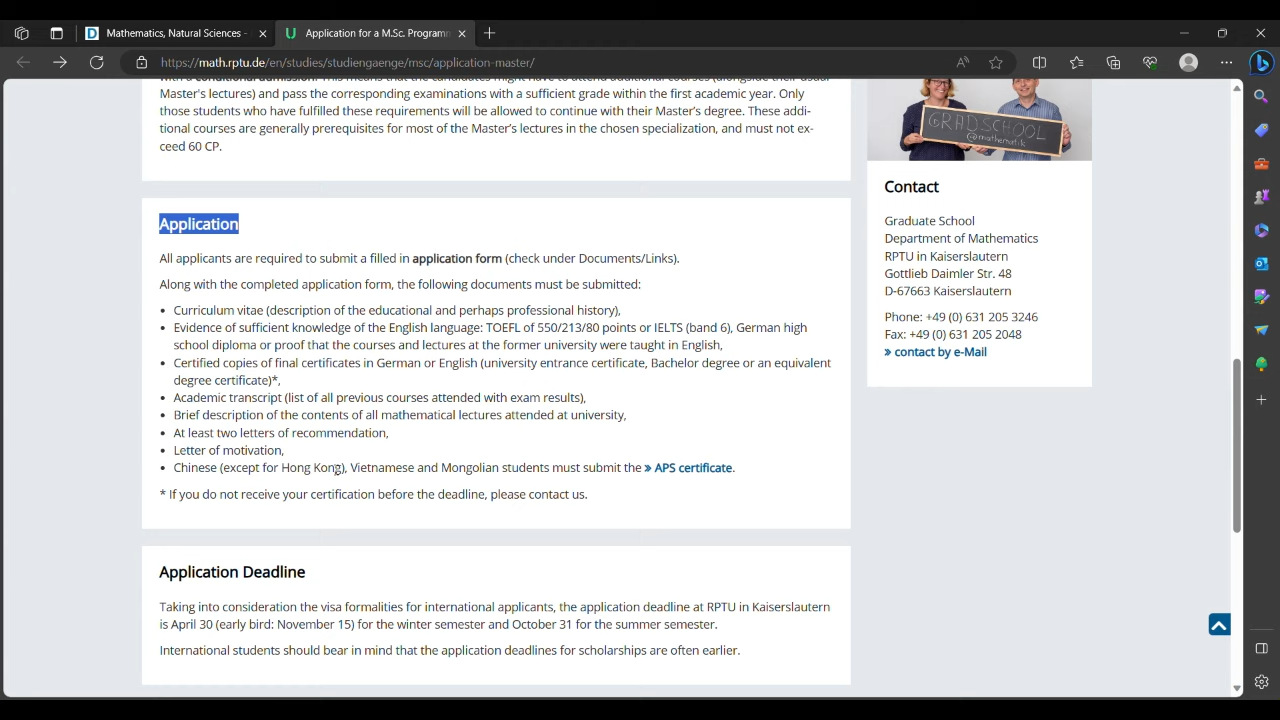 Mathematics, Natural Sciences -
Application for a M.Sc. Programm
https://math.rptu.de/en/studies/studiengaenge/msc/application-master/
Master's lectures) and pass the corresponding examinations with a sufficient grade within the first academic year. Only
those students who have fulfilled these requirements will be allowed to continue with their Master's degree. These addi-
tional courses are generally prerequisites for most of the Master's lectures in the chosen specialization, and must not ex-
ceed 60 CP.
Application
All applicants are required to submit a filled in application form (check under Documents/Links).
Along with the completed application form, the following documents must be submitted:
• Curriculum vitae (description of the educational and perhaps professional history),
• Evidence of sufficient knowledge of the English language: TOEFL of 550/213/80 points or IELTS (band 6), German high
school diploma or proof that the courses and lectures at the former university were taught in English,
• Certified copies of final certificates in German or English (university entrance certificate, Bachelor degree or an equivalent
degree certificate)*,
• Academic transcript (list of all previous courses attended with exam results),
• Brief description of the contents of all mathematical lectures attended at university,
• At least two letters of recommendation,
• Letter of motivation,
• Chinese (except for Hong Kong), Vietnamese and Mongolian students must submit the » APS certificate.
* If you do not receive your certification before the deadline, please contact us.
Application Deadline
Taking into consideration the visa formalities for international applicants, the application deadline at RPTU in Kaiserslautern
is April 30 (early bird: November 15) for the winter semester and October 31 for the summer semester.
International students should bear in mind that the application deadlines for scholarships are often earlier.
GRADSCHOOL
@mathematik
Contact
Graduate School
Department of Mathematics
RPTU in Kaiserslautern
Gottlieb Daimler Str. 48
D-67663 Kaiserslautern
Phone: +49 (0) 631 205 3246
Fax: +49 (0) 631 205 2048
» contact by e-Mail